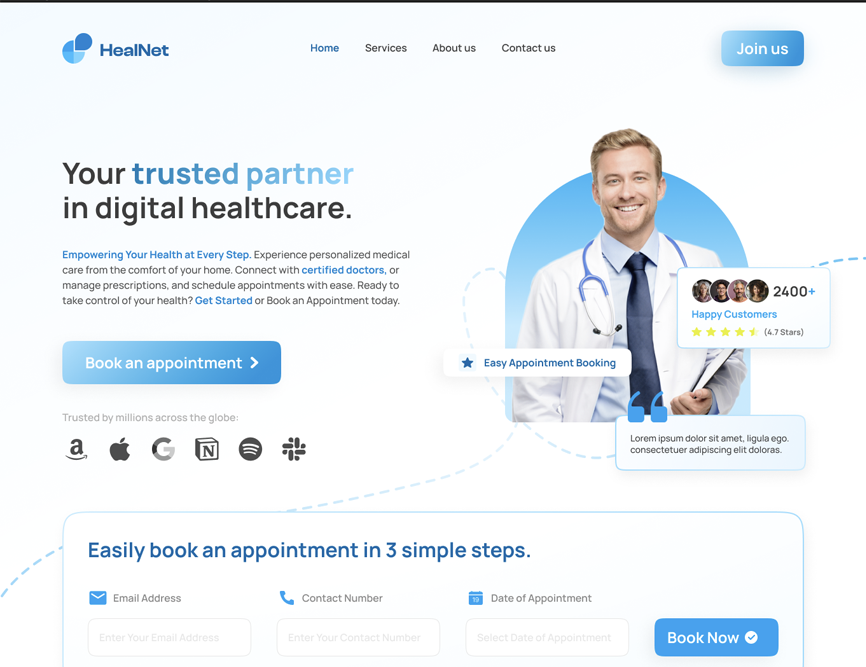 HealNet
Home
Services
About us
Contact us
Join us
Your trusted partner
in digital healthcare.
Empowering Your Health at Every Step. Experience personalized medical
care from the comfort of your home. Connect with certified doctors, or
manage prescriptions, and schedule appointments with ease. Ready to
take control of your health? Get Started or Book an Appointment today.
Book an appointment
Trusted by millions across the globe:
2400+
Happy Customers
(4.7 Stars)
Easy Appointment Booking
Lorem ipsum dolor sit amet, ligula ego.
consectetuer adipiscing elit doloras.
Easily book an appointment in 3 simple steps.
Email Address
Contact Number
19
Date of Appointment
Enter Your Email Address
Enter Your Contact Number
Select Date of Appointment
Book Now